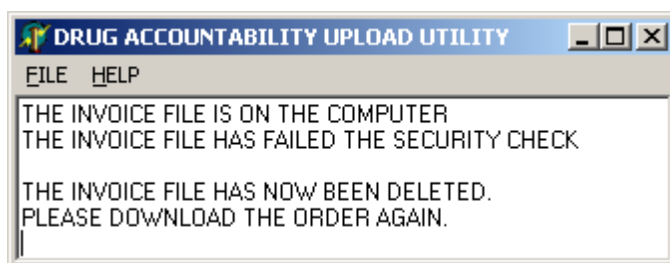 DRUG ACCOUNTABILITY UPLOAD UTILITY
FILE HELP
THE INVOICE FILE IS ON THE COMPUTER
THE INVOICE FILE HAS FAILED THE SECURITY CHECK
THE INVOICE FILE HAS NOW BEEN DELETED.
PLEASE DOWNLOAD THE ORDER AGAIN.